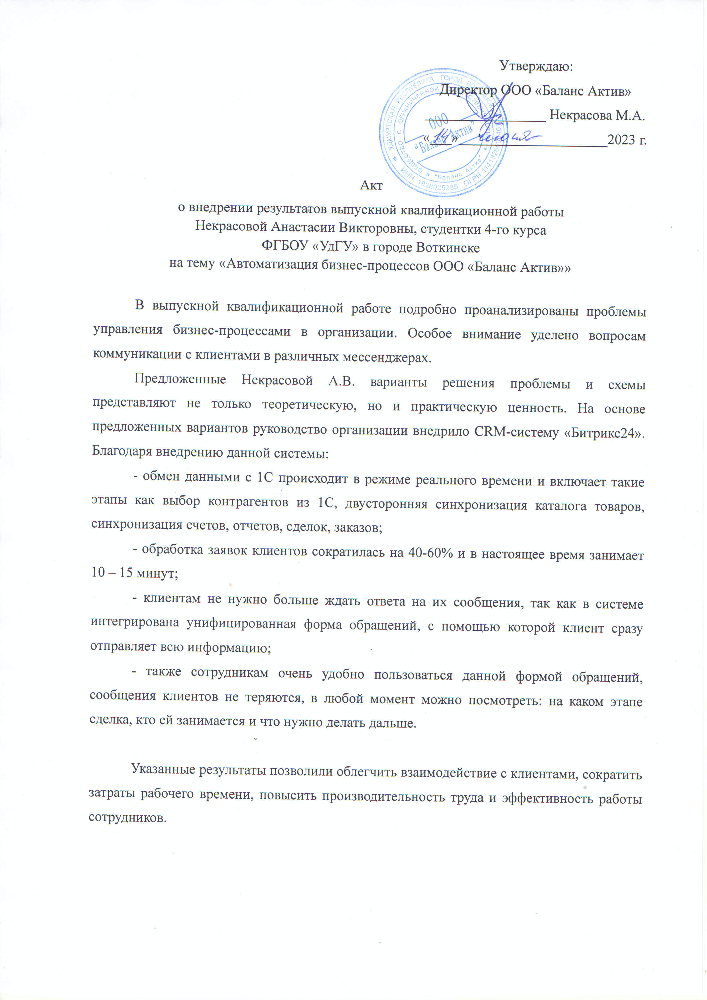 Утверждаю:
Директор ООО «Баланс Актив»
Некрасова М.А.
«14» июня 2023 г.
УДМУРТСКАЯ РЕСПУБЛИКА ГОРОД ВОТКИНСК
ОБЩЕСТВО С ОГРАНИЧЕННОЙ ОТВЕТСТВЕННОСТЬЮ
ООО
“Баланс Актив”
* "Баланс Актив" *
* ИНН 1828025285 ОГРН
Акт
о внедрении результатов выпускной квалификационной работы
Некрасовой Анастасии Викторовны, студентки 4-го курса
ФГБОУ «УдГУ» в городе Воткинске
на тему «Автоматизация бизнес-процессов ООО «Баланс Актив»»
В выпускной квалификационной работе подробно проанализированы проблемы
управления бизнес-процессами в организации. Особое внимание уделено вопросам
коммуникации с клиентами в различных мессенджерах.
Предложенные Некрасовой А.В. варианты решения проблемы и схемы
представляют не только теоретическую, но и практическую ценность. На основе
предложенных вариантов руководство организации внедрило CRM-систему «Битрикс24».
Благодаря внедрению данной системы:
- обмен данными с 1С происходит в режиме реального времени и включает такие
этапы как выбор контрагентов из 1С, двусторонняя синхронизация каталога товаров,
синхронизация счетов, отчетов, сделок, заказов;
- обработка заявок клиентов сократилась на 40-60% и в настоящее время занимает
10 – 15 минут;
- клиентам не нужно больше ждать ответа на их сообщения, так как в системе
интегрирована унифицированная форма обращений, с помощью которой клиент сразу
отправляет всю информацию;
- также сотрудникам очень удобно пользоваться данной формой обращений,
сообщения клиентов не теряются, в любой момент можно посмотреть: на каком этапе
сделка, кто ей занимается и что нужно делать дальше.
Указанные результаты позволили облегчить взаимодействие с клиентами, сократить
затраты рабочего времени, повысить производительность труда и эффективность работы
сотрудников.